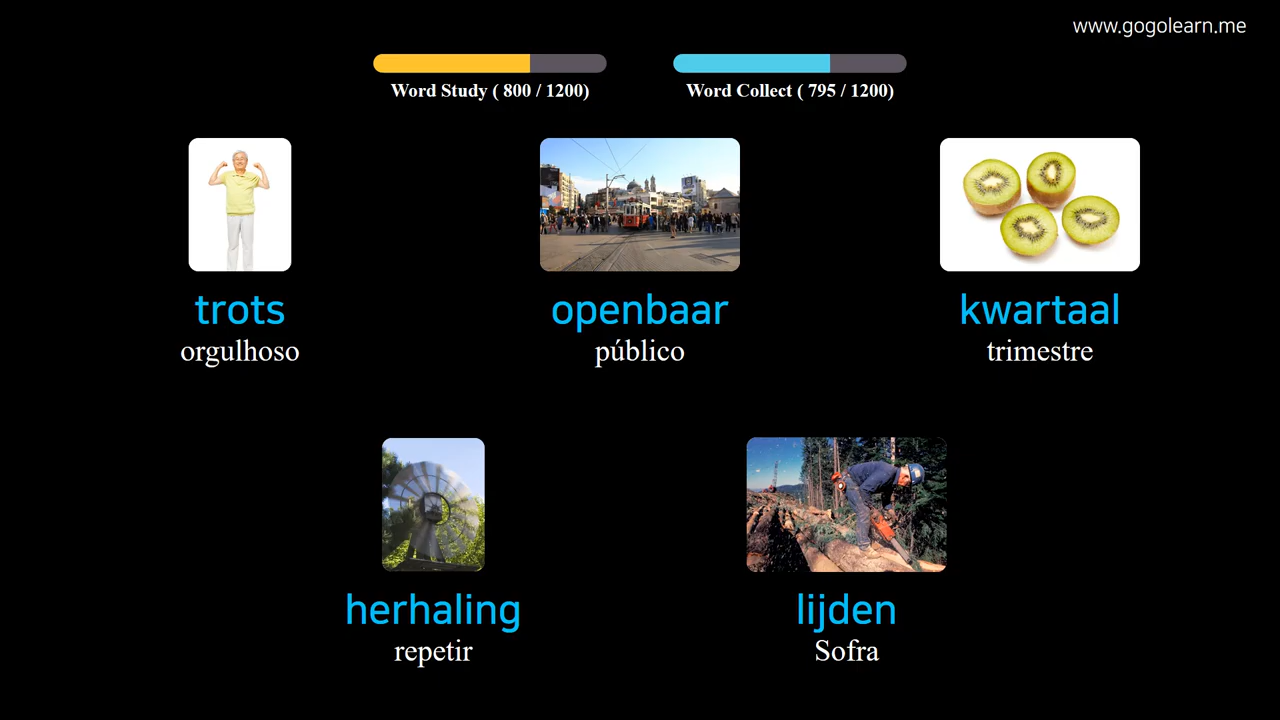 www.gogolearn.me
Word Study ( 800 / 1200)
Word Collect ( 795 / 1200)
trots
orgulhoso
openbaar
público
kwartaal
trimestre
herhaling
repetir
lijden
Sofra